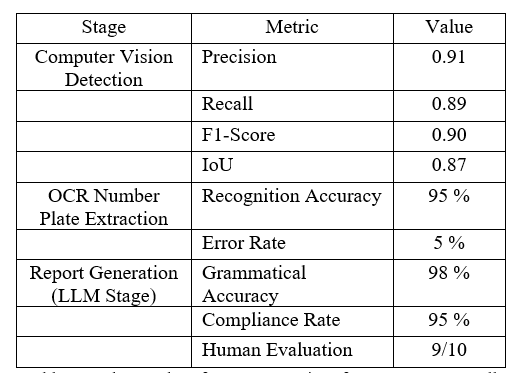 Stage Metric Value
Computer Vision Detection Precision 0.91
Recall 0.89
F1-Score 0.90
IoU 0.87
OCR Number Plate Extraction Recognition Accuracy 95 %
Error Rate 5 %
Report Generation (LLM Stage) Grammatical Accuracy 98 %
Compliance Rate 95 %
Human Evaluation 9/10